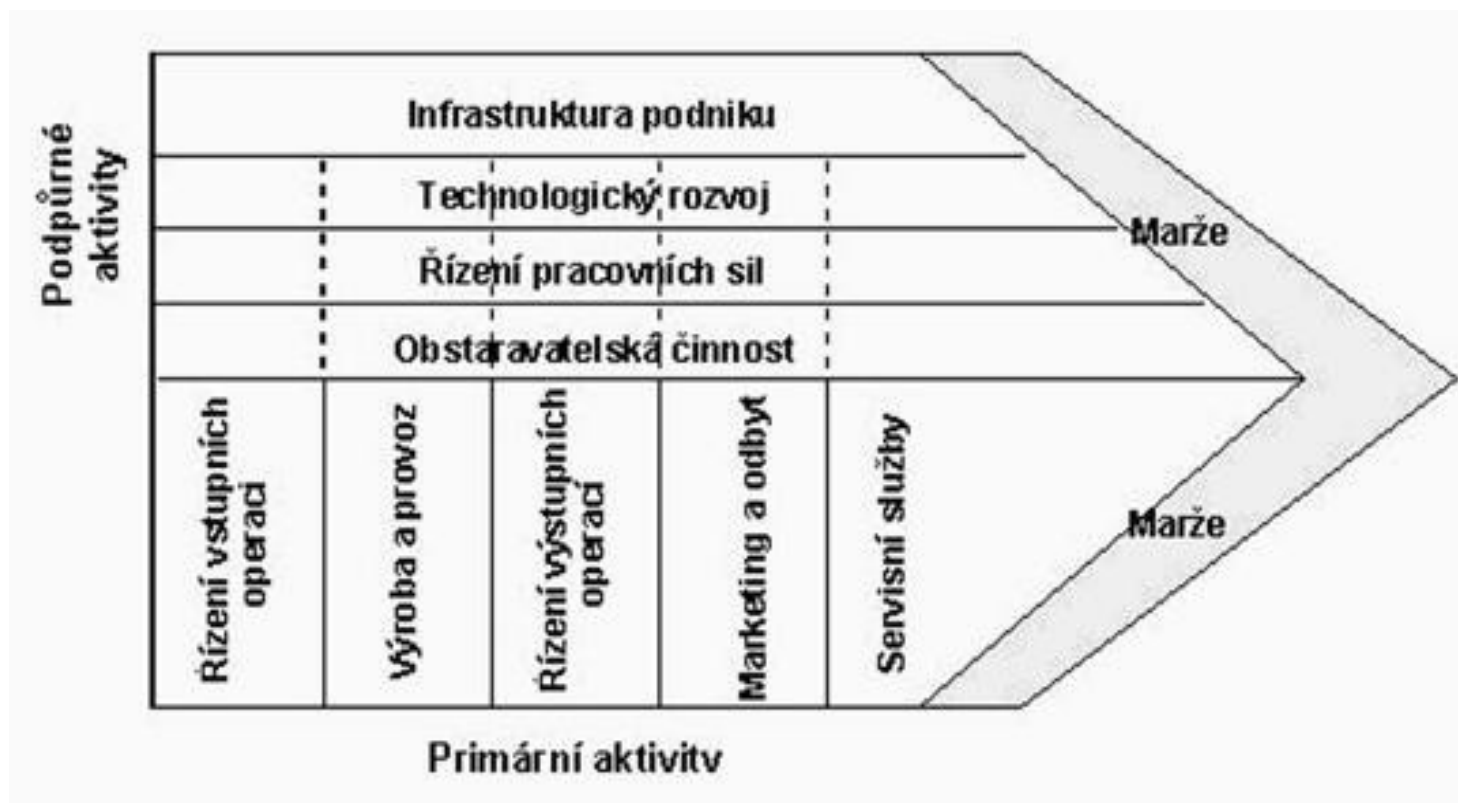 Podpůrné
aktivity
Infrastruktura podniku
Technologický rozvoj
Řízení pracovních sil
Obstaravatelská činnost
Marže
Řízení vstupních
operací
Výroba a provoz
Řízení výstupních
operací
Marketing a odbyt
Servisní služby
Marže
Primární aktivity